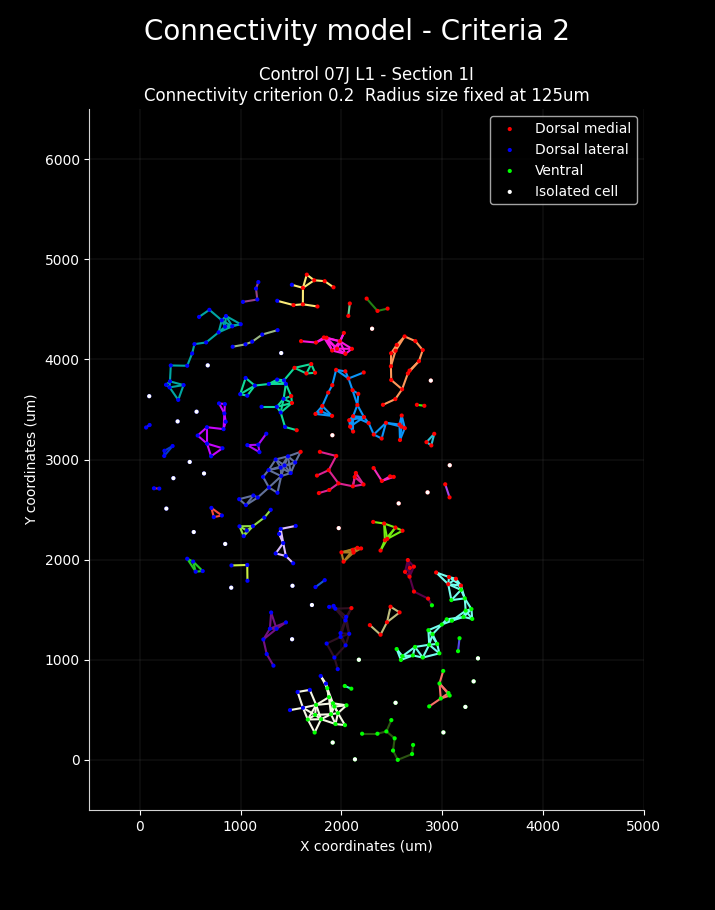 Connectivity model - Criteria 2
Control 07J L1 - Section 1I
Connectivity criterion 0.2  Radius size fixed at 125um
Dorsal medial
Dorsal lateral
Ventral
Isolated cell
6000
5000
4000
3000
2000
1000
0
Y coordinates (um)
0 1000 2000 3000 4000 5000
X coordinates (um)